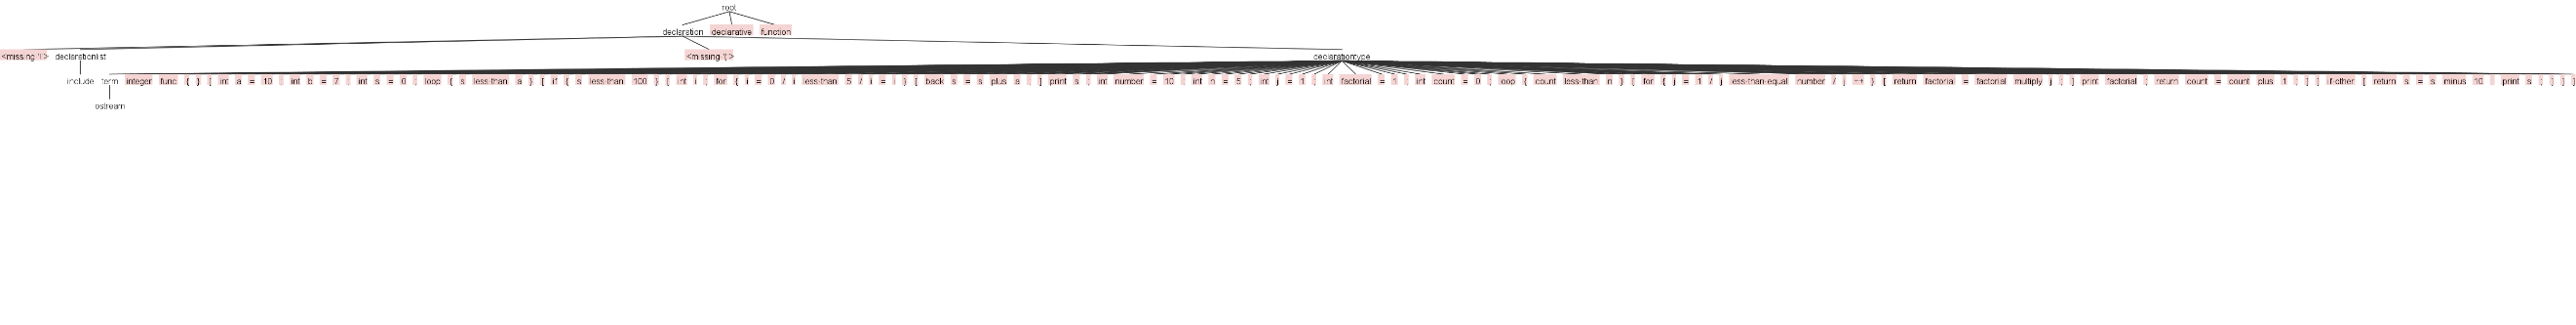 root
declaration declarative function
declarationlist declarationtype
include term integer func { } [ int a = 10 ; int b = 7 ; int s = 0 ; loop { s less-than a } [ if { s less-than 100 } [ int i ; for { i = 0 / i less-than 5 / i = i } [ back s = s plus a ; ] print s ; int number = 10 ; int n = 5 ; int j = 1 ; int factorial = 1 ; int count = 0 ; loop { count less-than n } [ for { j = 1 / j less-than-equal number / j ++ } [ return factorial = factorial multiply j ; ] print factorial ; return count = count plus 1 ; ] ] if-other [ return s = s minus 10 ; print s ; ] ] ]
ostream